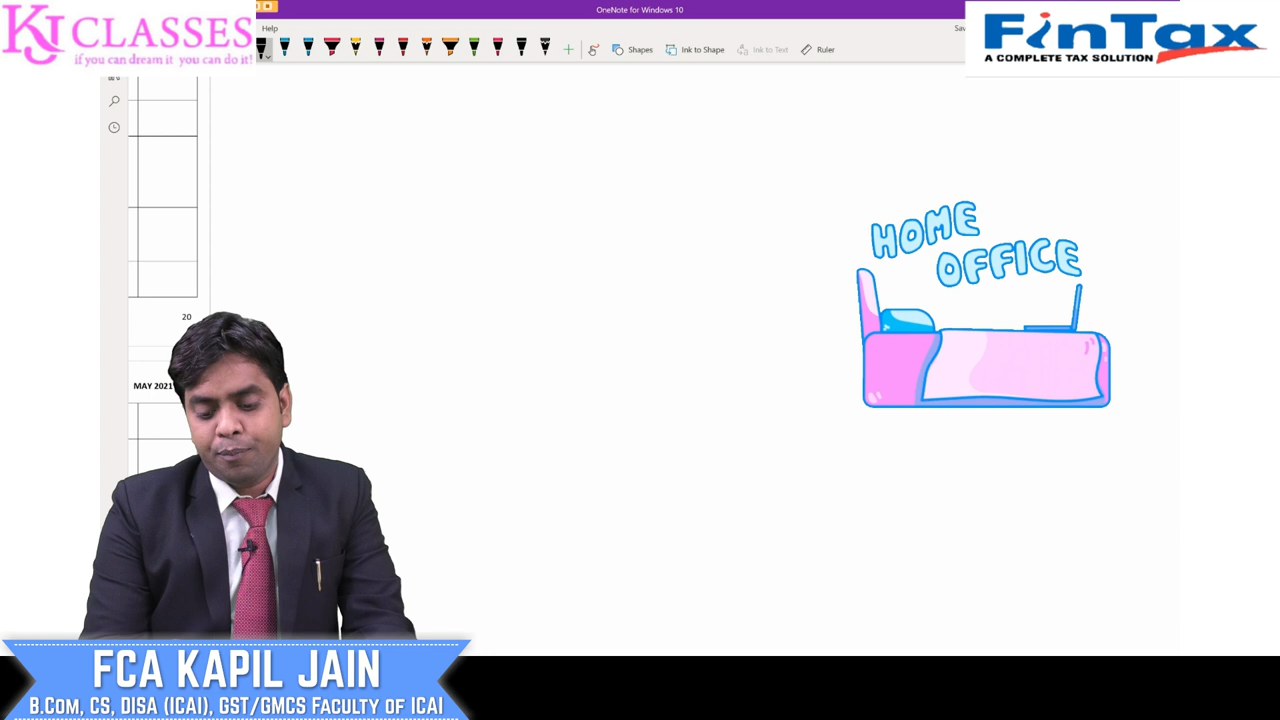 KJ CLASSES
if you can dream it you can do it!
OneNote for Windows 10
Help
Shapes
Ink to Shape
Ink to Text
Ruler
FinTax
A COMPLETE TAX SOLUTION
HOME
OFFICE
20
MAY 2021
FCA KAPIL JAIN
B.COM, CS, DISA (ICAI), GST/GMCS FACULTY OF ICAI